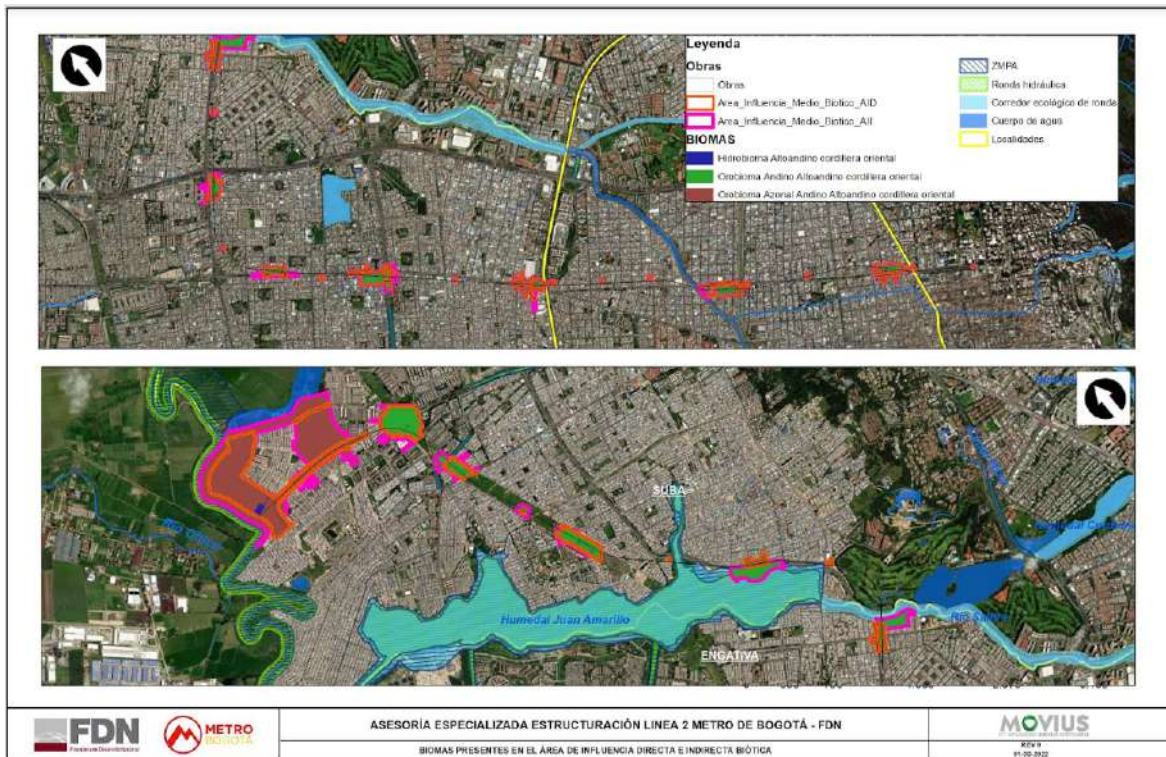 Leyenda
Obras
Obras
Area_Influencia_Medio_Biotico_AID
Area_Influencia_Medio_Biotico_AII
BIOMAS
Hidrobioma Altoandino cordillera oriental
Orobioma Andino Altoandino cordillera oriental
Orobioma Azonal Andino Altoandino cordillera oriental
ZMPA
Ronda hidráulica
Corredor ecológico de ronda
Cuerpo de agua
Localidades
SUBA
Humedal Juan Amarillo
ENGATIVA
FDN
METRO
BOGOTÁ
ASESORÍA ESPECIALIZADA ESTRUCTURACIÓN LINEA 2 METRO DE BOGOTÁ - FDN
BIOMAS PRESENTES EN EL ÁREA DE INFLUENCIA DIRECTA E INDIRECTA BIÓTICA
MOVIUS